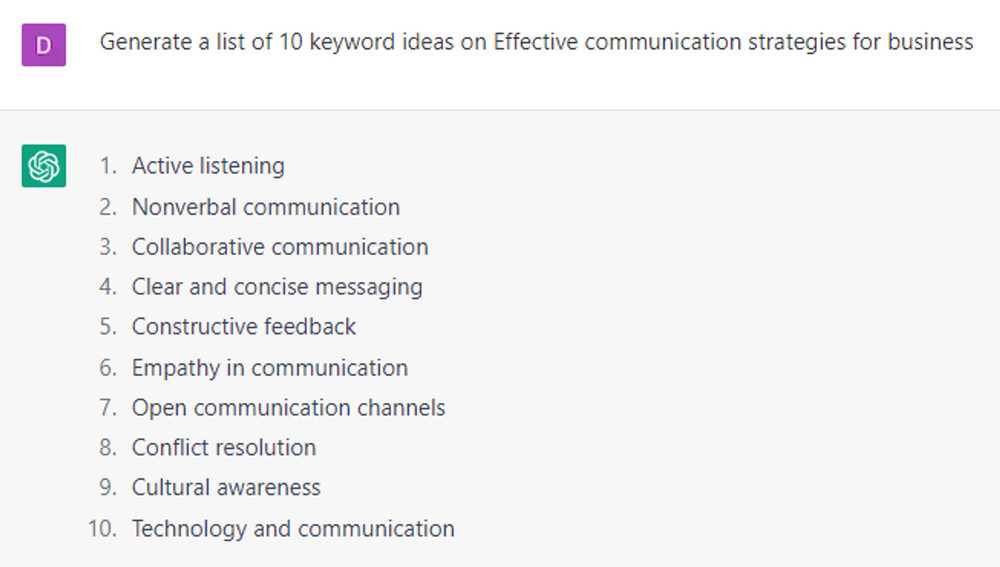 D
Generate a list of 10 keyword ideas on Effective communication strategies for business
1. Active listening
2. Nonverbal communication
3. Collaborative communication
4. Clear and concise messaging
5. Constructive feedback
6. Empathy in communication
7. Open communication channels
8. Conflict resolution
9. Cultural awareness
10. Technology and communication